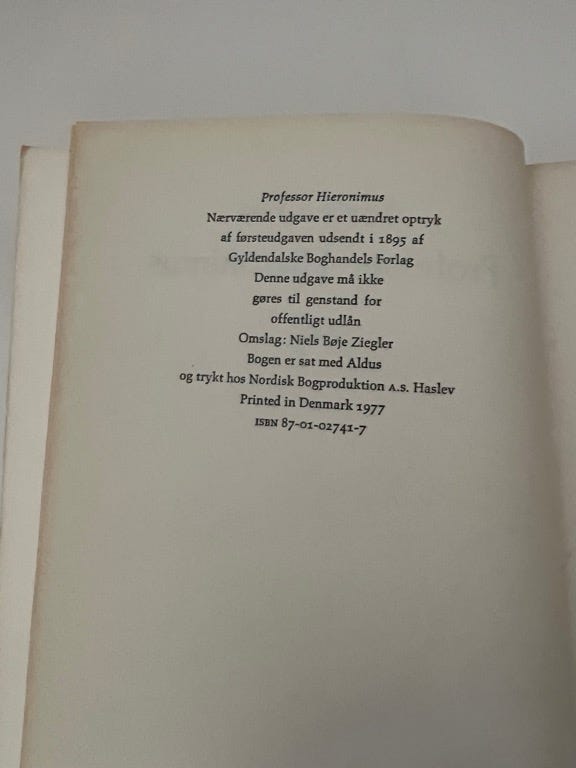 Professor Hieronimus
Nærværende udgave er et uændret optryk
af førsteudgaven udsendt i 1895 af
Gyldendalske Boghandels Forlag
Denne udgave må ikke
gøres til genstand for
offentligt udlån
Omslag: Niels Bøje Ziegler
Bogen er sat med Aldus
og trykt hos Nordisk Bogproduktion A.S. Haslev
Printed in Denmark 1977
ISBN 87-01-02741-7